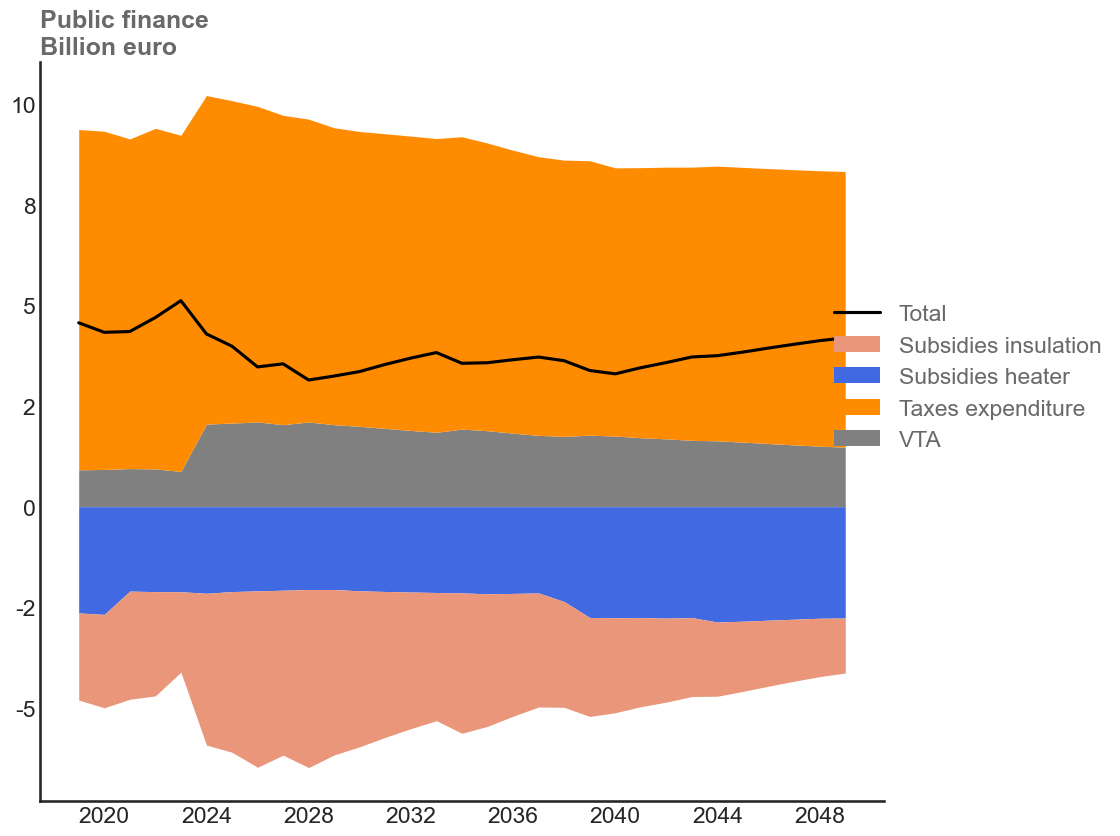 Public finance
Billion euro
10
8
5
2
0
-2
-5
2020 2024 2028 2032 2036 2040 2044 2048
Total
Subsidies insulation
Subsidies heater
Taxes expenditure
VTA